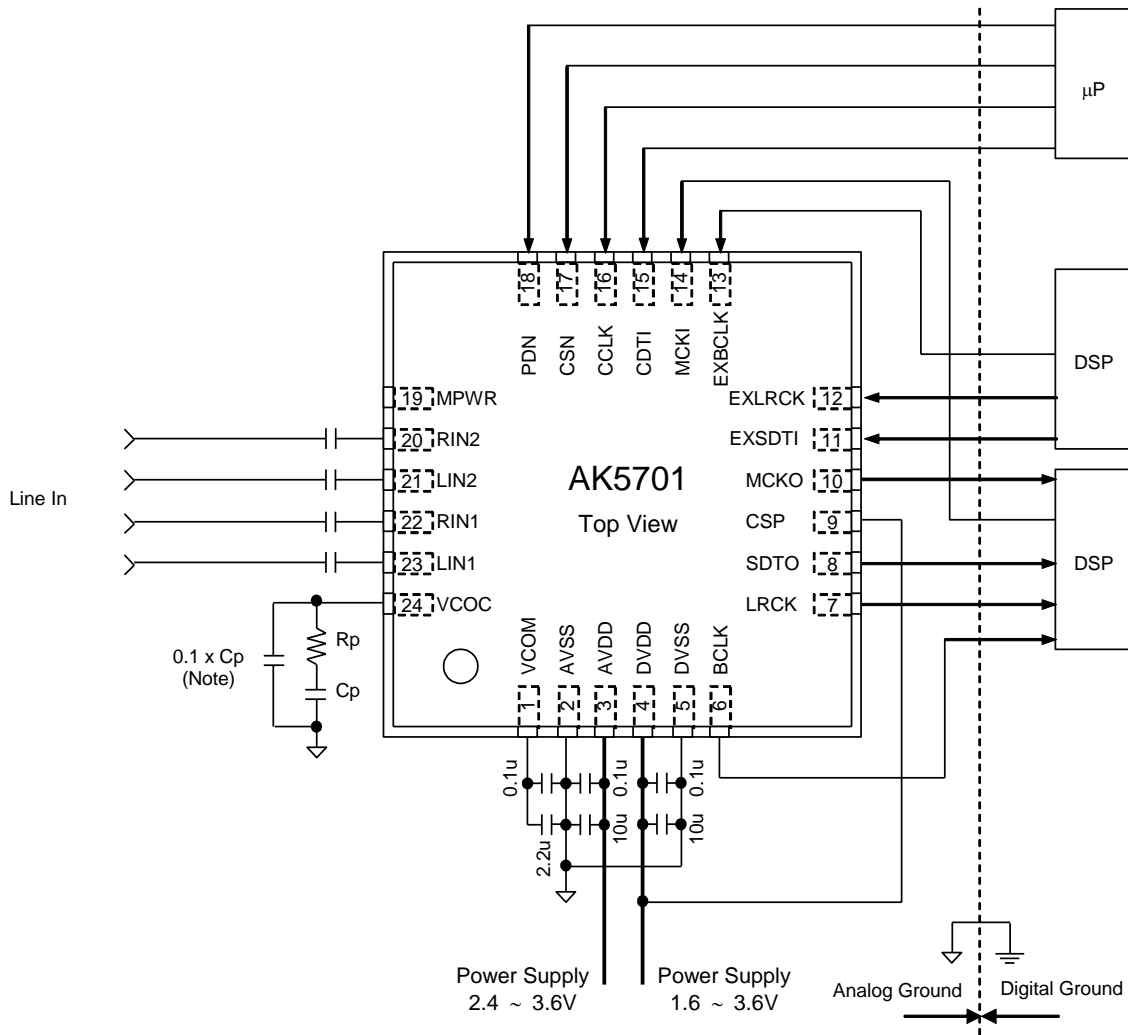 µP
18
17
16
15
14
13
PDN
CSN
CCLK
CDTI
MCKI
EXBCLK
DSP
19 MPWR
EXLRCK 12
20 RIN2
EXSDTI 11
Line In
21 LIN2
AK5701
MCKO 10
22 RIN1
Top View
CSP 9
23 LIN1
SDTO 8
DSP
24 VCOC
LRCK 7
0.1 x Cp
(Note)
Rp
Cp
VCOM
AVSS
AVDD
DVDD
DVSS
BCLK
1
2
3
4
5
6
0.1u
0.1u
0.1u
2.2u
10u
10u
Power Supply
2.4 ~ 3.6V
Power Supply
1.6 ~ 3.6V
Analog Ground
Digital Ground